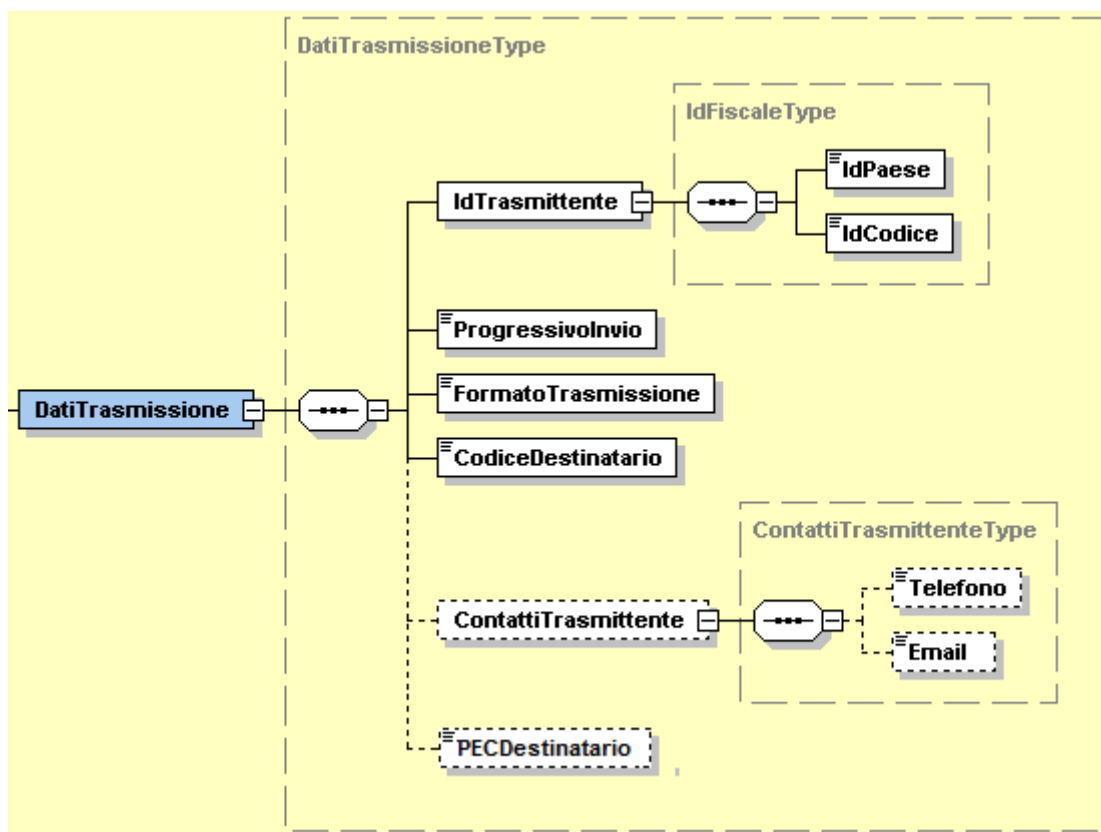 DatiTrasmissioneType
IdFiscaleType
IdPaese
IdTrasmittente
IdCodice
ProgressivoInvio
FormatoTrasmissione
DatiTrasmissione
CodiceDestinatario
ContattiTrasmittenteType
Telefono
ContattiTrasmittente
Email
PECDestinatario